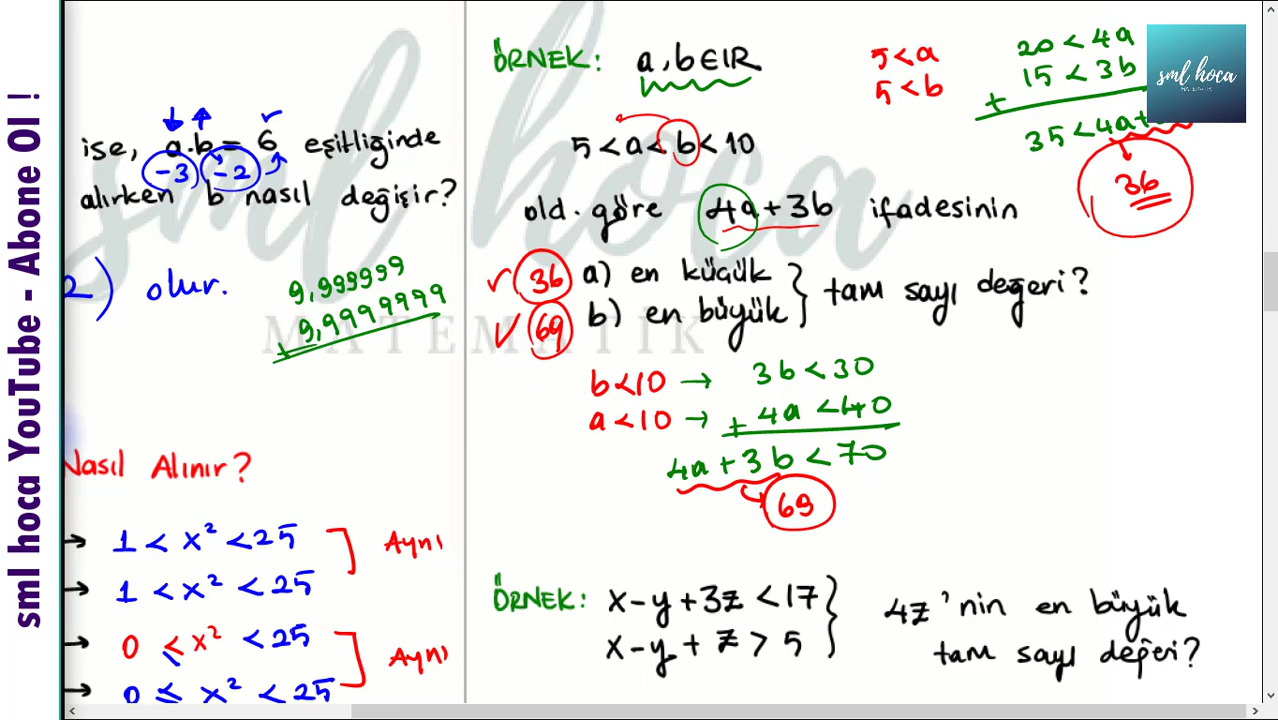 sml hoca YouTube - Abone Ol !
ise, a.b = 6 eşitliğinde
-3 -2
alırken b nasıl değişir?
2) olur.
9,999999
+ 9,9999999
Nasıl Alınır?
→ 1 < x² < 25
→ 1 < x² < 25
] Aynı
→ 0 ≤ x² < 25
→ 0 ≤ x² < 25
] Aynı
ÖRNEK: a,b∈IR
5 < a < b < 10
5 < a
5 < b
20 < 4a
+ 15 < 3b
35 < 4a+
36
sml hoca
MATEMATİK
old. göre 4a + 3b ifadesinin
✓ 36 a) en küçük
✓ 69 b) en büyük
} tam sayı değeri?
b < 10 → 3b < 30
a < 10 → + 4a < 40
4a + 3b < 70
69
ÖRNEK: x-y+3z < 17
x-y+ z > 5
} 4z'nin en büyük
tam sayı değeri?
sml hoca
MATEMATİK